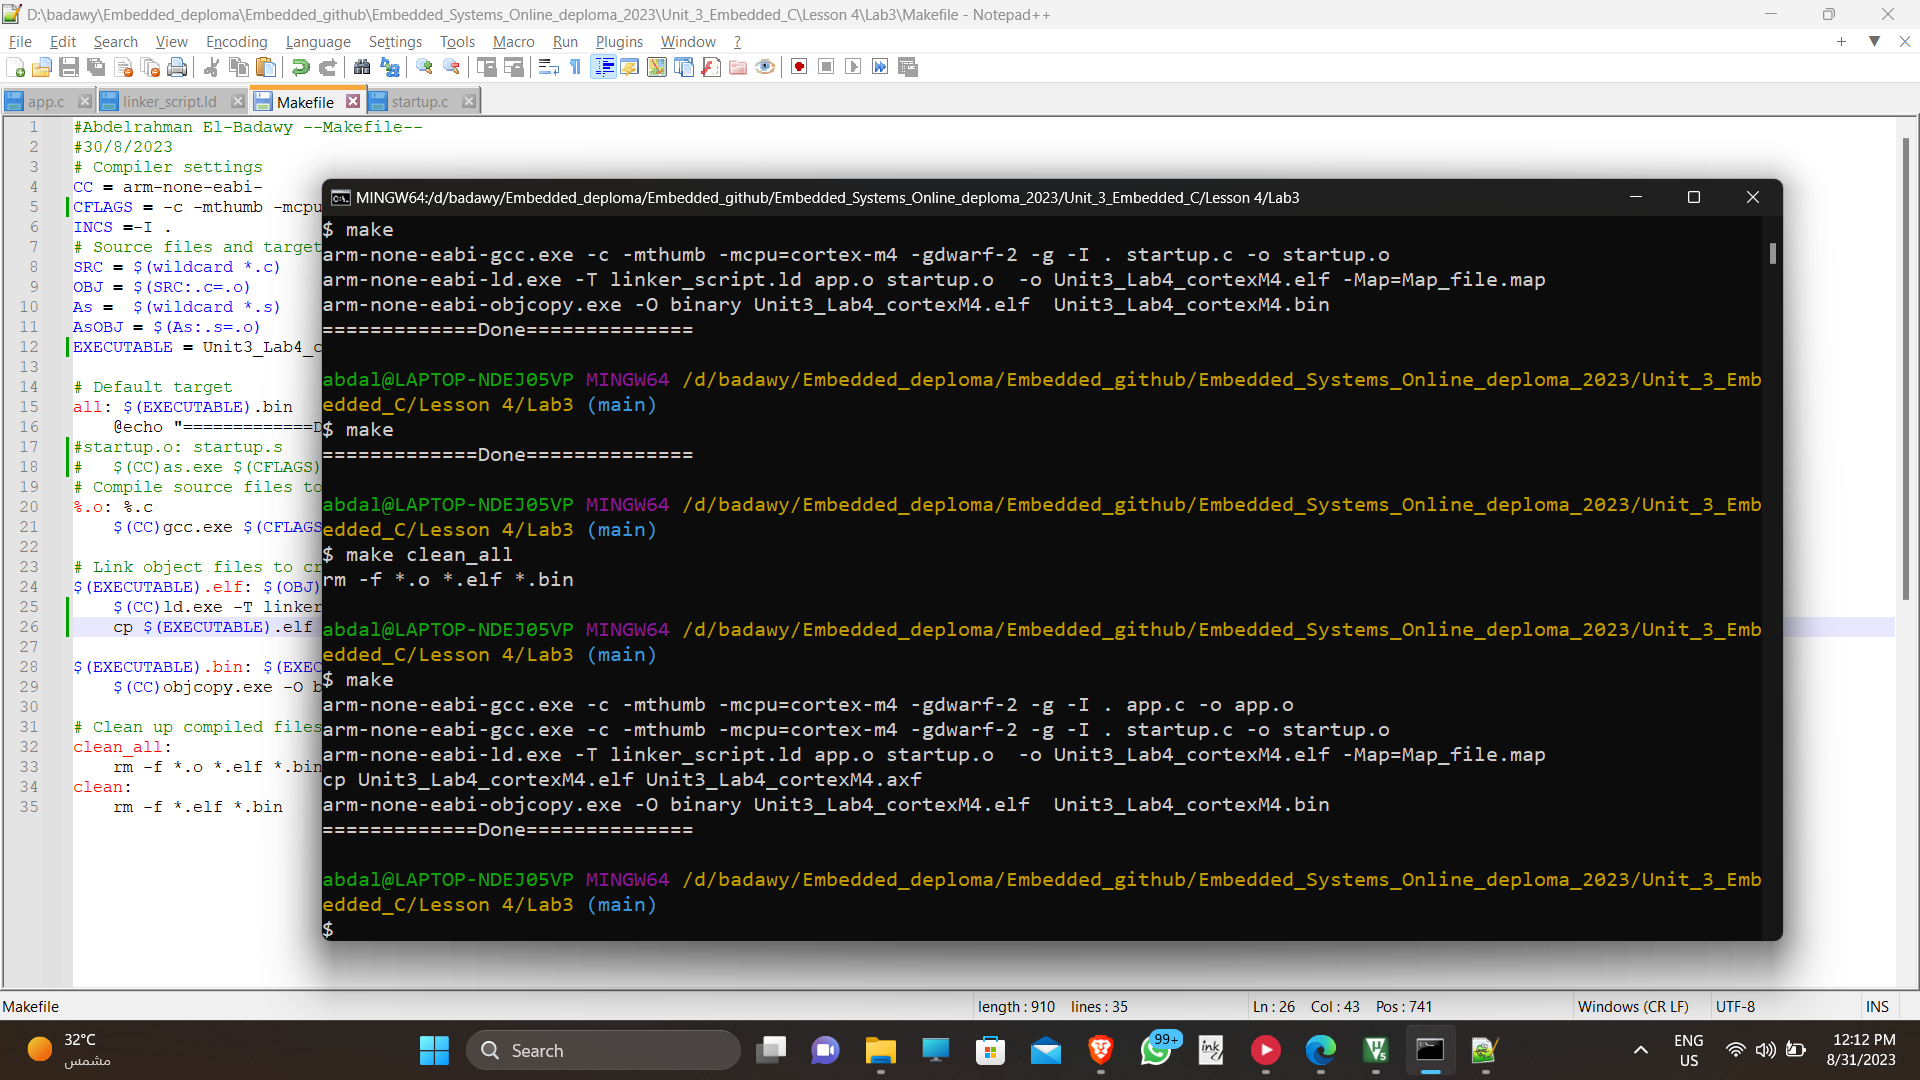 D:\badawy\Embedded_deploma\Embedded_github\Embedded_Systems_Online_deploma_2023\Unit_3_Embedded_C\Lesson 4\Lab3\Makefile - Notepad++
File Edit Search View Encoding Language Settings Tools Macro Run Plugins Window ?
app.c linker_script.ld Makefile startup.c
1 #Abdelrahman El-Badawy --Makefile--
2 #30/8/2023
3 # Compiler settings
4 CC = arm-none-eabi-
5 CFLAGS = -c -mthumb -mcpu
6 INCS =-I .
7 # Source files and target
8 SRC = $(wildcard *.c)
9 OBJ = $(SRC:.c=.o)
10 As =  $(wildcard *.s)
11 AsOBJ = $(As:.s=.o)
12 EXECUTABLE = Unit3_Lab4_c
13
14 # Default target
15 all: $(EXECUTABLE).bin
16 @echo "=============D
17 #startup.o: startup.s
18 #   $(CC)as.exe $(CFLAGS)
19 # Compile source files to
20 %.o: %.c
21 $(CC)gcc.exe $(CFLAGS
22
23 # Link object files to cr
24 $(EXECUTABLE).elf: $(OBJ)
25 $(CC)ld.exe -T linker
26 cp $(EXECUTABLE).elf
27
28 $(EXECUTABLE).bin: $(EXEC
29 $(CC)objcopy.exe -O b
30
31 # Clean up compiled files
32 clean_all:
33 rm -f *.o *.elf *.bin
34 clean:
35 rm -f *.elf *.bin
MINGW64:/d/badawy/Embedded_deploma/Embedded_github/Embedded_Systems_Online_deploma_2023/Unit_3_Embedded_C/Lesson 4/Lab3
$ make
arm-none-eabi-gcc.exe -c -mthumb -mcpu=cortex-m4 -gdwarf-2 -g -I . startup.c -o startup.o
arm-none-eabi-ld.exe -T linker_script.ld app.o startup.o  -o Unit3_Lab4_cortexM4.elf -Map=Map_file.map
arm-none-eabi-objcopy.exe -O binary Unit3_Lab4_cortexM4.elf  Unit3_Lab4_cortexM4.bin
=============Done==============
abdal@LAPTOP-NDEJ05VP MINGW64 /d/badawy/Embedded_deploma/Embedded_github/Embedded_Systems_Online_deploma_2023/Unit_3_Emb
edded_C/Lesson 4/Lab3 (main)
$ make
=============Done==============
abdal@LAPTOP-NDEJ05VP MINGW64 /d/badawy/Embedded_deploma/Embedded_github/Embedded_Systems_Online_deploma_2023/Unit_3_Emb
edded_C/Lesson 4/Lab3 (main)
$ make clean_all
rm -f *.o *.elf *.bin
abdal@LAPTOP-NDEJ05VP MINGW64 /d/badawy/Embedded_deploma/Embedded_github/Embedded_Systems_Online_deploma_2023/Unit_3_Emb
edded_C/Lesson 4/Lab3 (main)
$ make
arm-none-eabi-gcc.exe -c -mthumb -mcpu=cortex-m4 -gdwarf-2 -g -I . app.c -o app.o
arm-none-eabi-gcc.exe -c -mthumb -mcpu=cortex-m4 -gdwarf-2 -g -I . startup.c -o startup.o
arm-none-eabi-ld.exe -T linker_script.ld app.o startup.o  -o Unit3_Lab4_cortexM4.elf -Map=Map_file.map
cp Unit3_Lab4_cortexM4.elf Unit3_Lab4_cortexM4.axf
arm-none-eabi-objcopy.exe -O binary Unit3_Lab4_cortexM4.elf  Unit3_Lab4_cortexM4.bin
=============Done==============
abdal@LAPTOP-NDEJ05VP MINGW64 /d/badawy/Embedded_deploma/Embedded_github/Embedded_Systems_Online_deploma_2023/Unit_3_Emb
edded_C/Lesson 4/Lab3 (main)
$
Makefile length : 910 lines : 35 Ln : 26 Col : 43 Pos : 741 Windows (CR LF) UTF-8 INS
32°C
مشمس
Search
99+
ENG
US
12:12 PM
8/31/2023